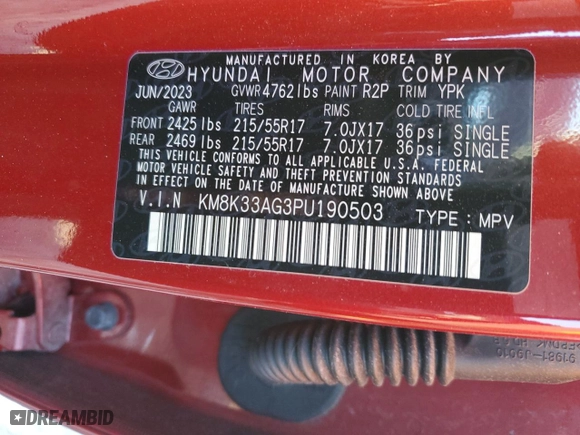 MANUFACTURED IN KOREA BY
HYUNDAI MOTOR COMPANY
JUN/2023 GVWR 4762 lbs PAINT R2P TRIM YPK
GAWR TIRES RIMS COLD TIRE INFL
FRONT 2425 lbs 215/55R17 7.0JX17 36 psi SINGLE
REAR 2469 lbs 215/55R17 7.0JX17 36 psi SINGLE
THIS VEHICLE CONFORMS TO ALL APPLICABLE U.S.A. FEDERAL
MOTOR VEHICLE SAFETY AND THEFT PREVENTION STANDARDS
IN EFFECT ON THE DATE OF MANUFACTURE SHOWN ABOVE.
V.I.N KM8K33AG3PU190503 TYPE : MPV
91981-J9010
DREAMBID